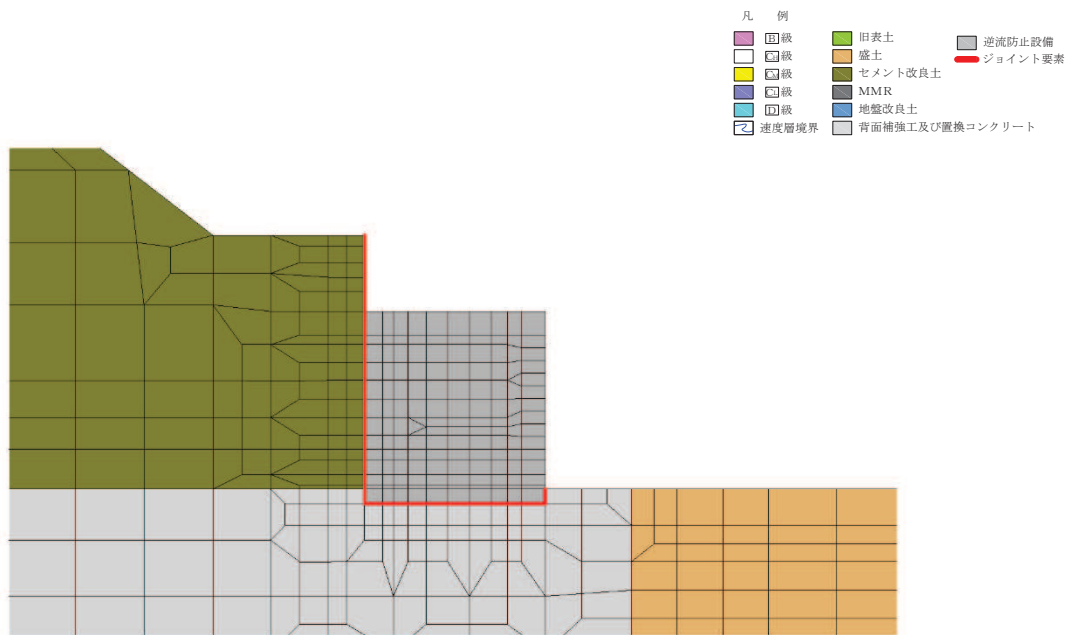 凡 例
B級
CH級
CM級
CL級
D級
速度層境界
旧表土
盛土
セメント改良土
MMR
地盤改良土
背面補強工及び置換コンクリート
逆流防止設備
ジョイント要素